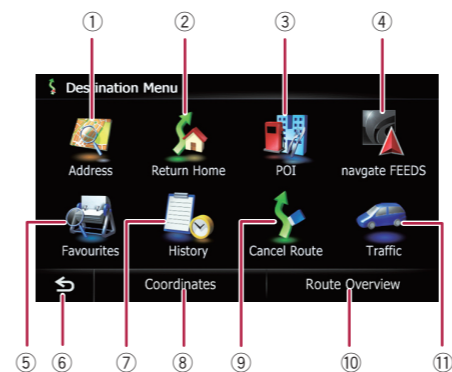 ① ② ③ ④
Destination Menu
Address Return Home POI navgate FEEDS
Favourites History Cancel Route Traffic
Coordinates Route Overview
⑤ ⑥ ⑦ ⑧ ⑨ ⑩ ⑪